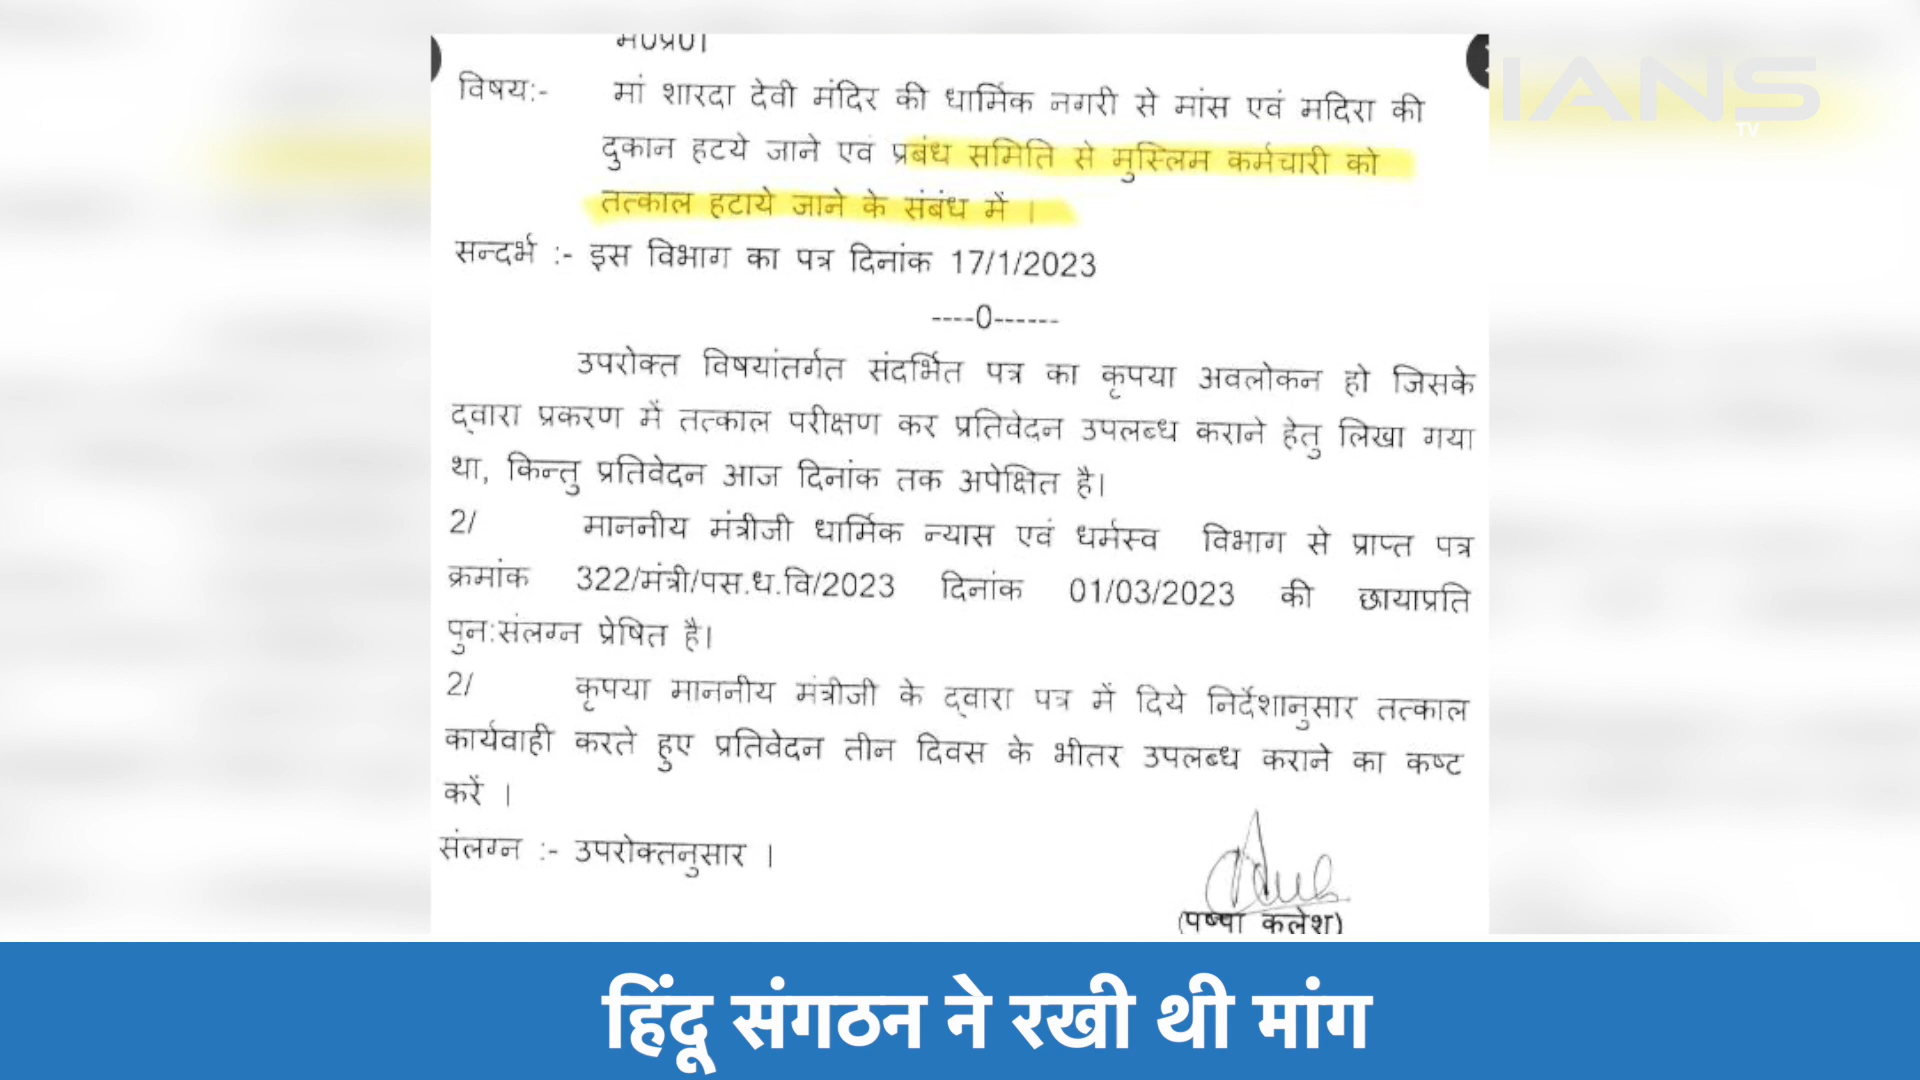 म0प्र0।
विषय:- मां शारदा देवी मंदिर की धार्मिक नगरी से मांस एवं मदिरा की
दुकान हटये जाने एवं प्रबंध समिति से मुस्लिम कर्मचारी को
तत्काल हटाये जाने के संबंध में ।
सन्दर्भ :- इस विभाग का पत्र दिनांक 17/1/2023
----0------
उपरोक्त विषयांतर्गत संदर्भित पत्र का कृपया अवलोकन हो जिसके
द्वारा प्रकरण में तत्काल परीक्षण कर प्रतिवेदन उपलब्ध कराने हेतु लिखा गया
था, किन्तु प्रतिवेदन आज दिनांक तक अपेक्षित है।
2/ माननीय मंत्रीजी धार्मिक न्यास एवं धर्मस्व विभाग से प्राप्त पत्र
क्रमांक 322/मंत्री/पस.ध.वि/2023 दिनांक 01/03/2023 की छायाप्रति
पुन:संलग्न प्रेषित है।
2/ कृपया माननीय मंत्रीजी के द्वारा पत्र में दिये निर्देशानुसार तत्काल
कार्यवाही करते हुए प्रतिवेदन तीन दिवस के भीतर उपलब्ध कराने का कष्ट
करें ।
संलग्न :- उपरोक्तनुसार ।
(पष्पा कलेश)
IANS
TV
हिंदू संगठन ने रखी थी मांग